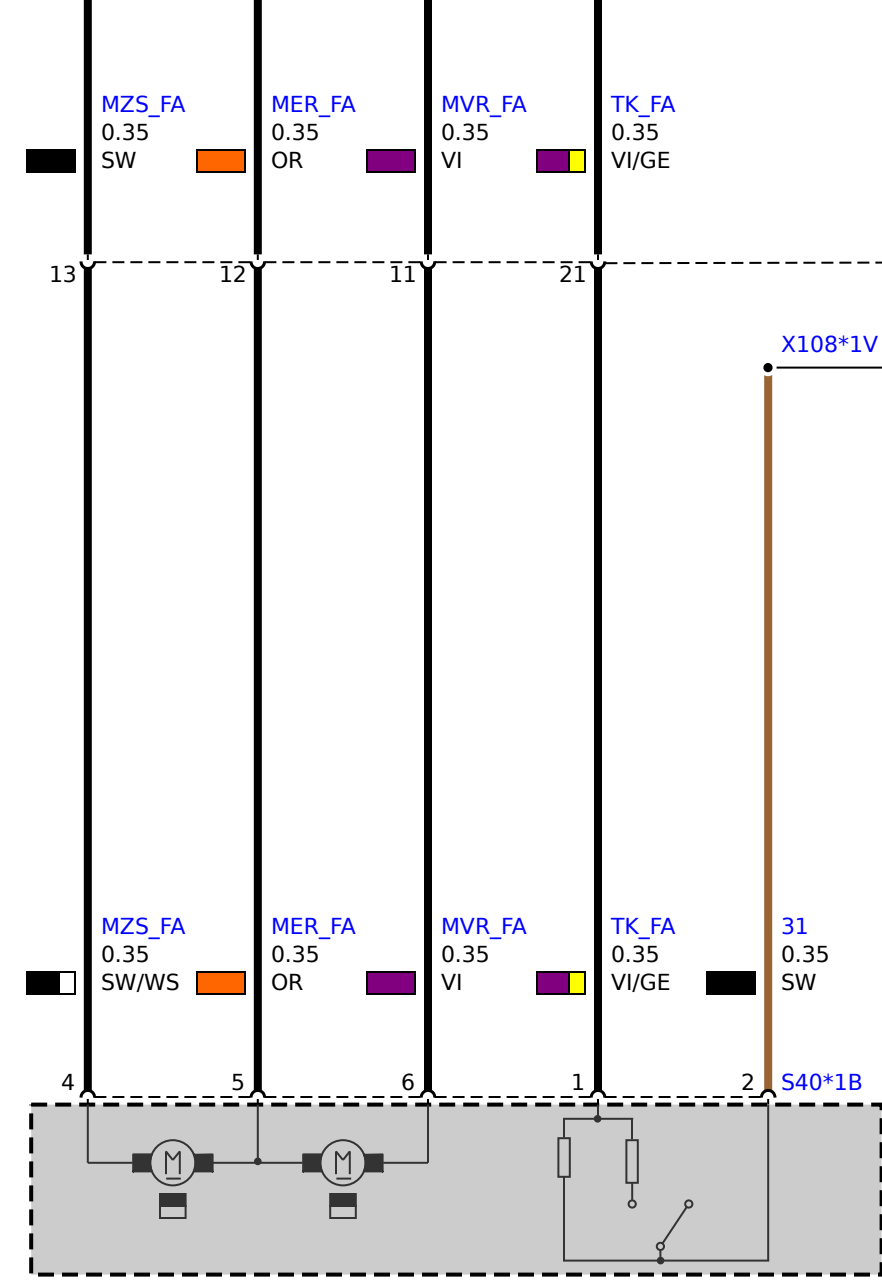 MZS_FA MER_FA MVR_FA TK_FA
0.35 0.35 0.35 0.35
SW OR VI VI/GE
13 12 11 21
X108*1V
MZS_FA MER_FA MVR_FA TK_FA 31
0.35 0.35 0.35 0.35 0.35
SW/WS OR VI VI/GE SW
4 5 6 1 2 S40*1B
M M